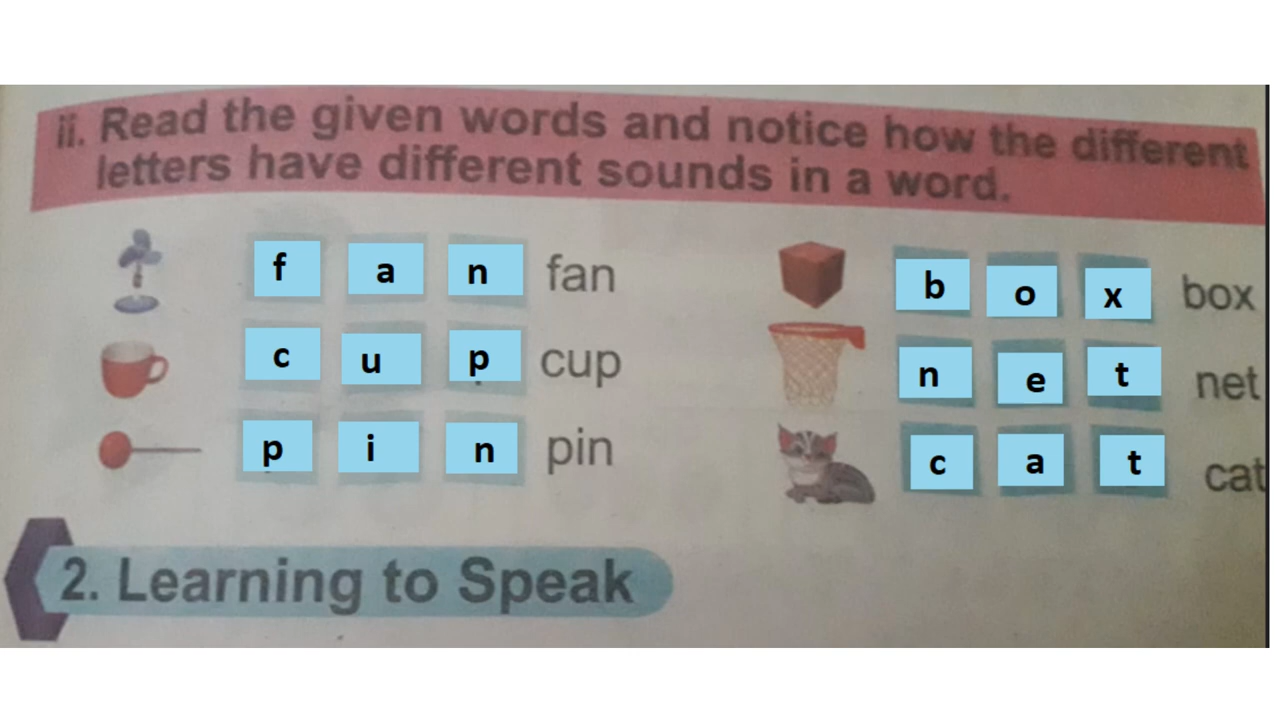 ii. Read the given words and notice how the different
letters have different sounds in a word.
f a n fan
b o x box
c u p cup
n e t net
p i n pin
c a t cat
2. Learning to Speak